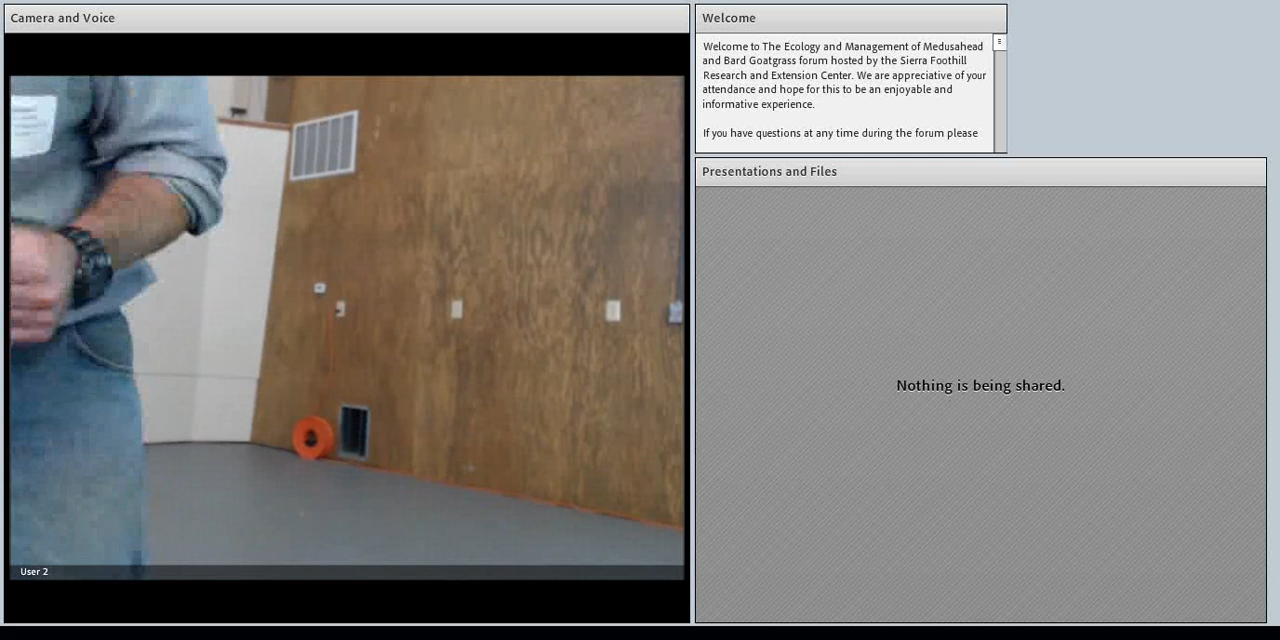 Camera and Voice
User 2
Welcome
Welcome to The Ecology and Management of Medusahead
and Bard Goatgrass forum hosted by the Sierra Foothill
Research and Extension Center. We are appreciative of your
attendance and hope for this to be an enjoyable and
informative experience.
If you have questions at any time during the forum please
Presentations and Files
Nothing is being shared.